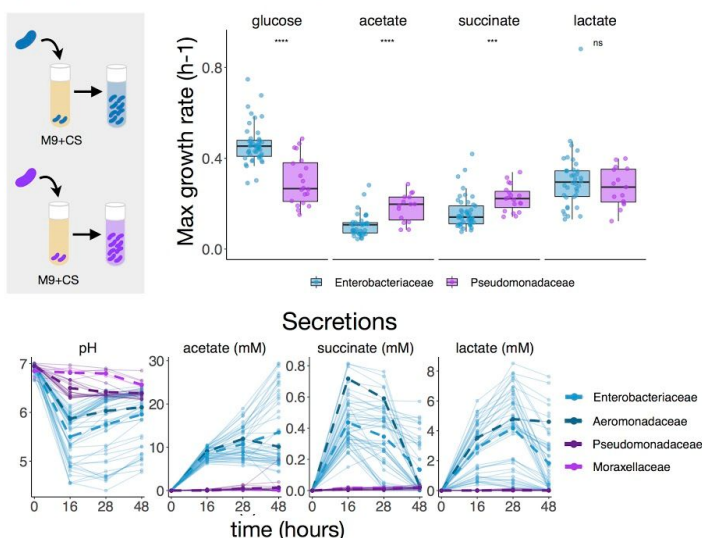 glucose acetate succinate lactate
**** **** *** ns
Max growth rate (h-1)
0.8
0.4
0.0
M9+CS
M9+CS
Enterobacteriaceae Pseudomonadaceae
Secretions
pH acetate (mM) succinate (mM) lactate (mM)
7 6 5
30 20 10 0
0.8 0.6 0.4 0.2 0.0
8 6 4 2 0
0 16 28 48 0 16 28 48 0 16 28 48 0 16 28 48
time (hours)
Enterobacteriaceae
Aeromonadaceae
Pseudomonadaceae
Moraxellaceae